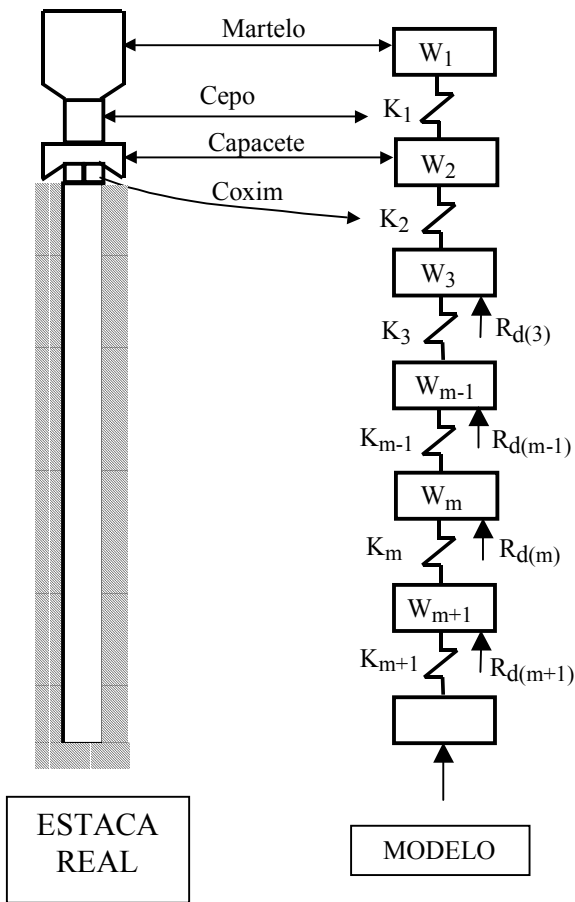 Martelo
W1
Cepo
K1
Capacete
W2
Coxim
K2
W3
Rd(3)
K3
Wm-1
Rd(m-1)
Km-1
Wm
Rd(m)
Km
Wm+1
Rd(m+1)
Km+1
ESTACA
REAL
MODELO